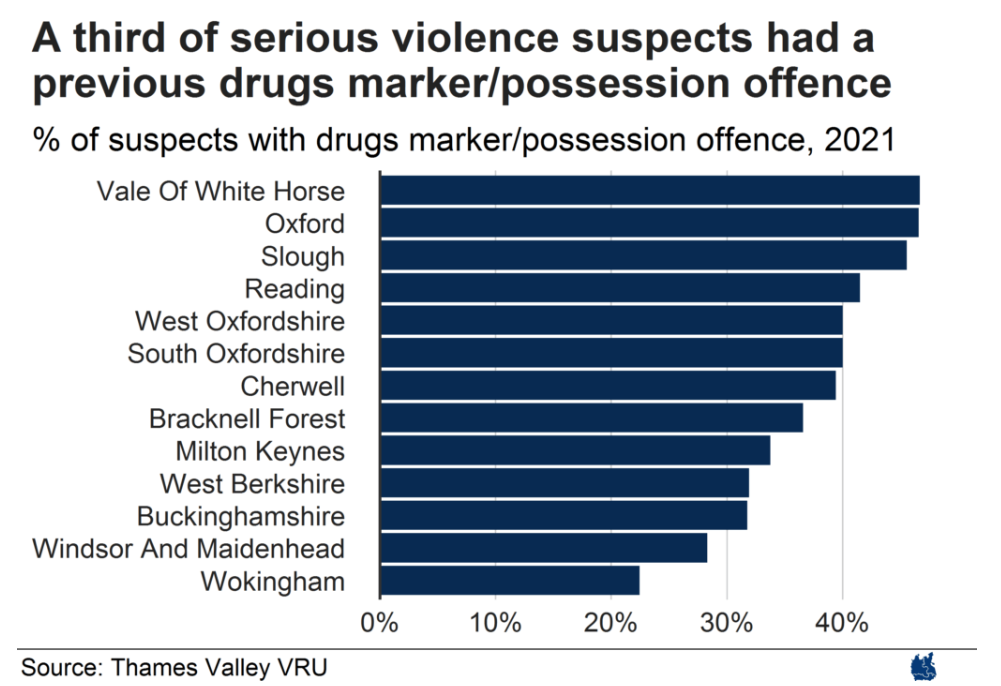 A third of serious violence suspects had a
previous drugs marker/possession offence
% of suspects with drugs marker/possession offence, 2021
Vale Of White Horse
Oxford
Slough
Reading
West Oxfordshire
South Oxfordshire
Cherwell
Bracknell Forest
Milton Keynes
West Berkshire
Buckinghamshire
Windsor And Maidenhead
Wokingham
0% 10% 20% 30% 40%
Source: Thames Valley VRU